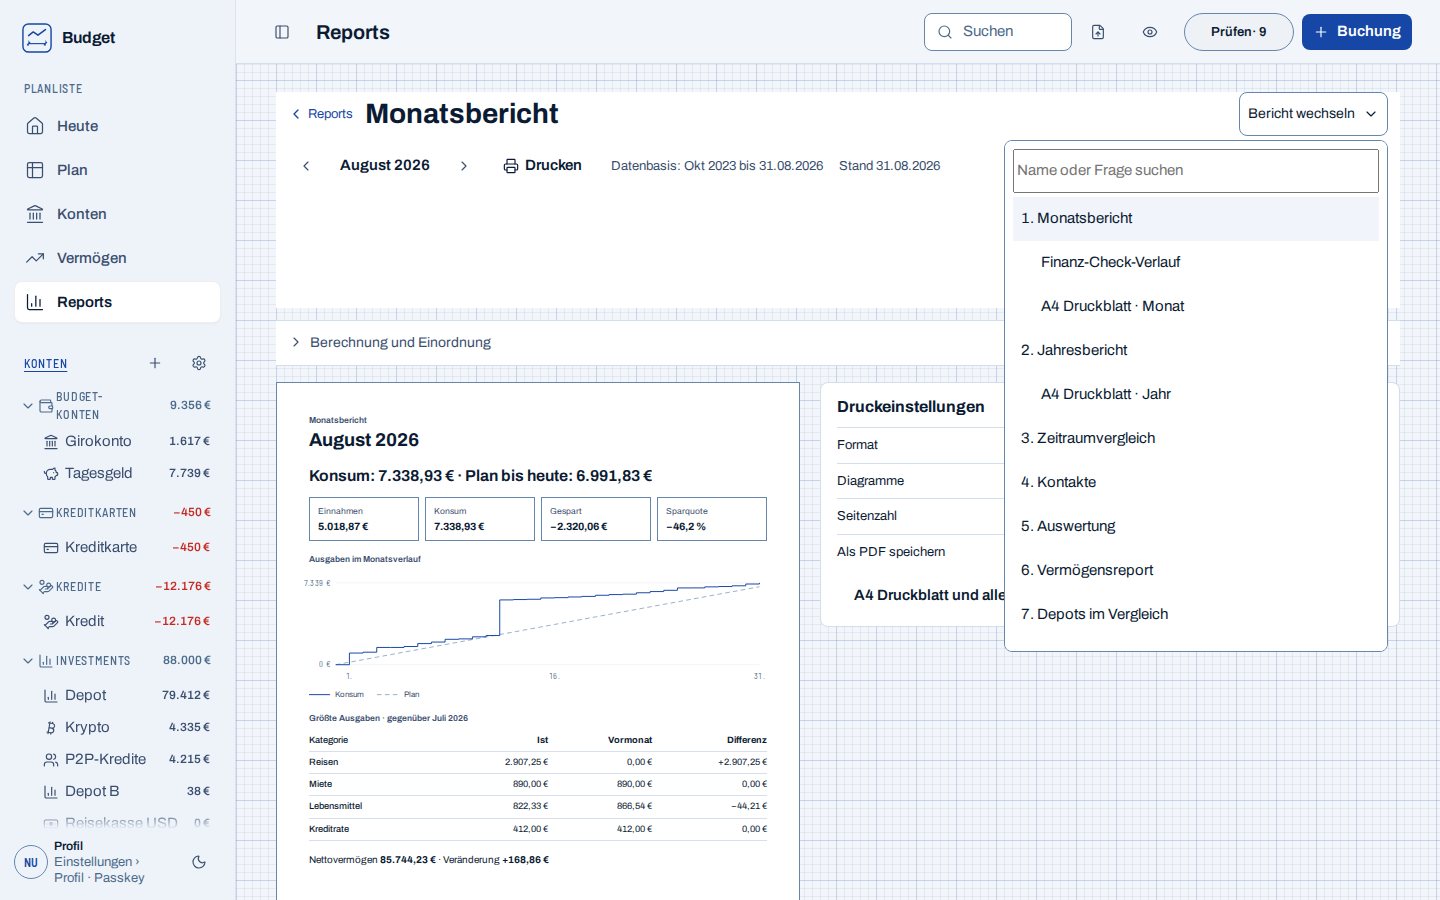 Budget
PLANLISTE
Heute
Plan
Konten
Vermögen
Reports
KONTEN
BUDGET-KONTEN 9.356 €
Girokonto 1.617 €
Tagesgeld 7.739 €
KREDITKARTEN −450 €
Kreditkarte −450 €
KREDITE −12.176 €
Kredit −12.176 €
INVESTMENTS 88.000 €
Depot 79.412 €
Krypto 4.335 €
P2P-Kredite 4.215 €
Depot B 38 €
Reisekasse USD 0 €
NU
Profil
Einstellungen ›
Profil · Passkey
Reports
Suchen
Prüfen · 9
Buchung
Reports
Monatsbericht
Bericht wechseln
August 2026
Drucken
Datenbasis: Okt 2023 bis 31.08.2026
Stand 31.08.2026
Name oder Frage suchen
1. Monatsbericht
Finanz-Check-Verlauf
A4 Druckblatt · Monat
2. Jahresbericht
A4 Druckblatt · Jahr
3. Zeitraumvergleich
4. Kontakte
5. Auswertung
6. Vermögensreport
7. Depots im Vergleich
Berechnung und Einordnung
Monatsbericht
August 2026
Konsum: 7.338,93 € · Plan bis heute: 6.991,83 €
Einnahmen
5.018,87 €
Konsum
7.338,93 €
Gespart
−2.320,06 €
Sparquote
−46,2 %
Ausgaben im Monatsverlauf
7.339 €
0 €
1. 16. 31.
Konsum Plan
Größte Ausgaben · gegenüber Juli 2026
Kategorie Ist Vormonat Differenz
Reisen 2.907,25 € 0,00 € +2.907,25 €
Miete 890,00 € 890,00 € 0,00 €
Lebensmittel 822,33 € 866,54 € −44,21 €
Kreditrate 412,00 € 412,00 € 0,00 €
Nettovermögen 85.744,23 € · Veränderung +168,86 €
Druckeinstellungen
Format
Diagramme
Seitenzahl
Als PDF speichern
A4 Druckblatt und alle